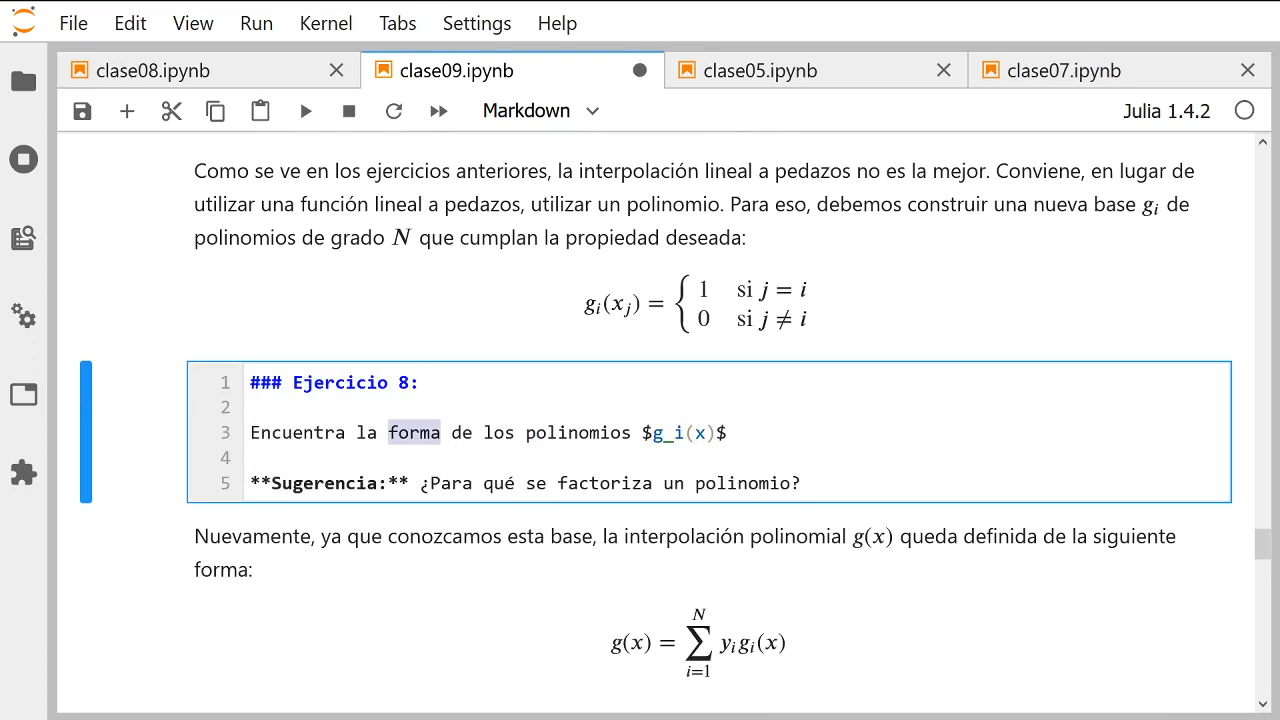 File Edit View Run Kernel Tabs Settings Help
clase08.ipynb clase09.ipynb clase05.ipynb clase07.ipynb
Markdown Julia 1.4.2
Como se ve en los ejercicios anteriores, la interpolación lineal a pedazos no es la mejor. Conviene, en lugar de
utilizar una función lineal a pedazos, utilizar un polinomio. Para eso, debemos construir una nueva base gᵢ de
polinomios de grado N que cumplan la propiedad deseada:
gᵢ(xⱼ) = { 1 si j = i
0 si j ≠ i
1 ### Ejercicio 8:
2
3 Encuentra la forma de los polinomios $g_i(x)$
4
5 **Sugerencia:** ¿Para qué se factoriza un polinomio?
Nuevamente, ya que conozcamos esta base, la interpolación polinomial g(x) queda definida de la siguiente
forma:
N
g(x) = ∑ yᵢgᵢ(x)
i=1